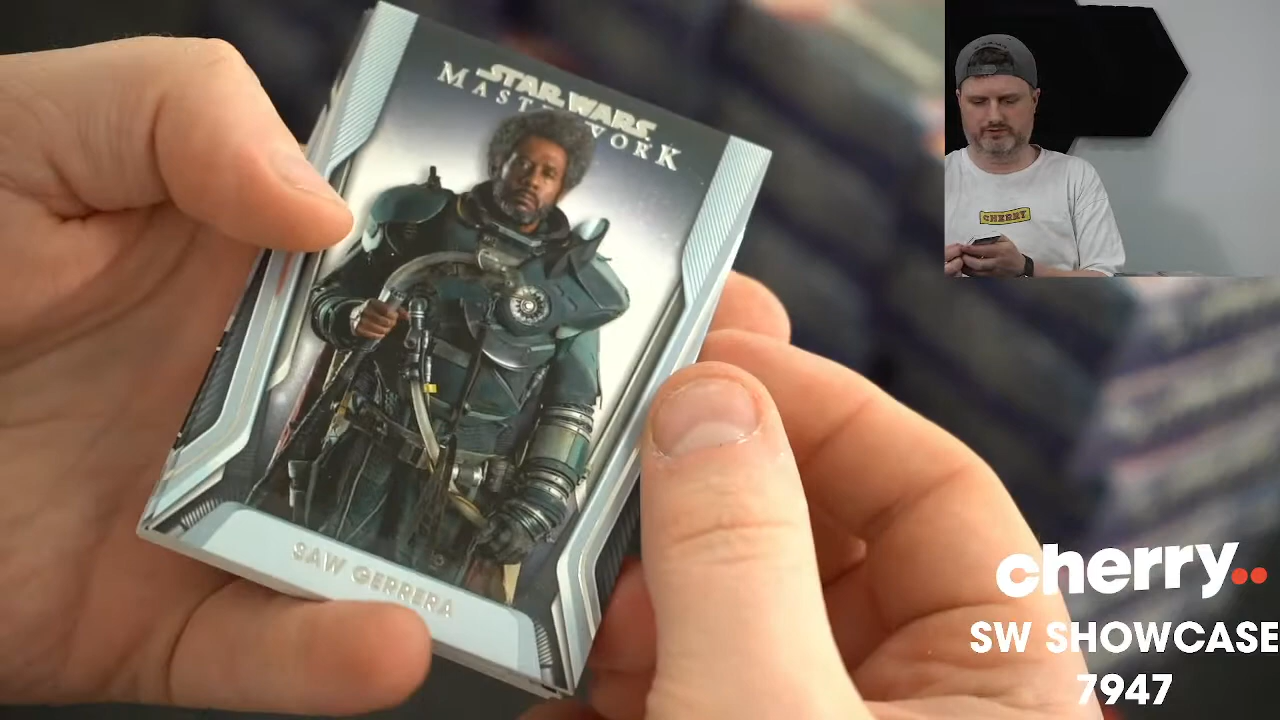 STAR WARS
MASTERWORK
SAW GERRERA
CHERRY
cherry..
SW SHOWCASE
7947